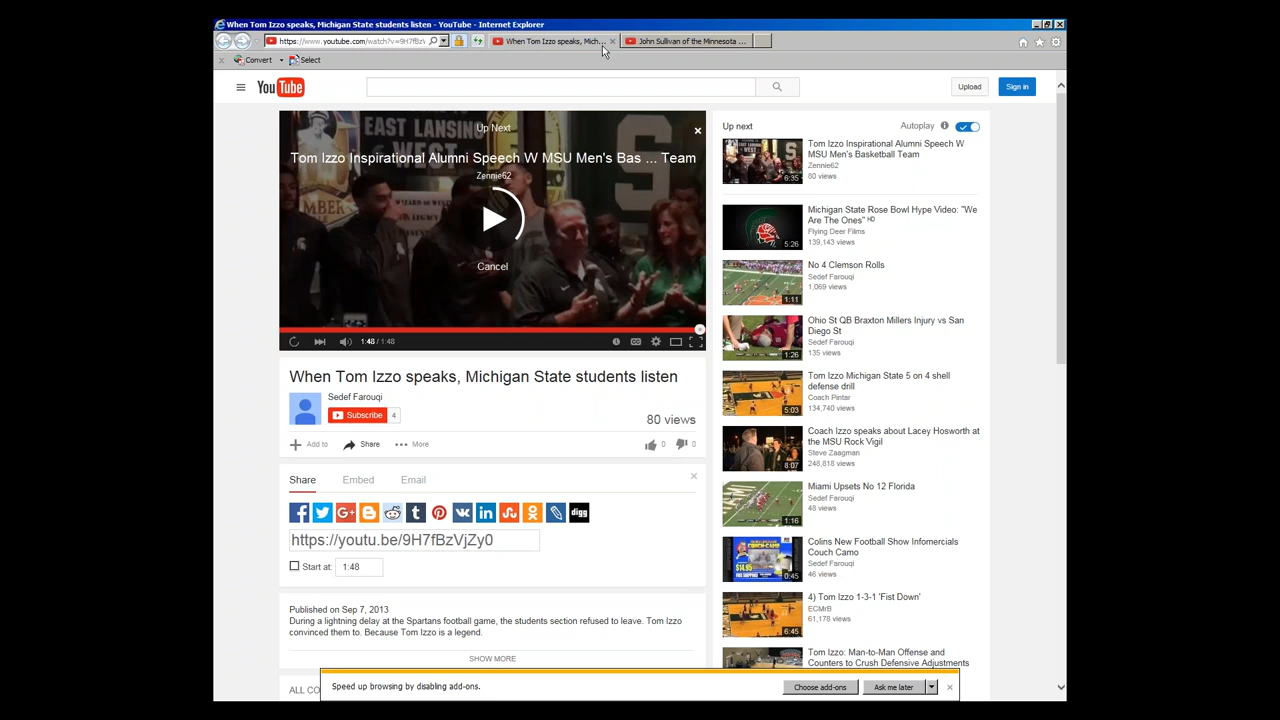 When Tom Izzo speaks, Michigan State students listen - YouTube - Internet Explorer
https://www.youtube.com/watch?v=9H7fBzV
When Tom Izzo speaks, Mich...
John Sullivan of the Minnesota ...
Convert
Select
YouTube
Upload
Sign in
EAST LANSING
WEST
S
MBER
Up Next
Tom Izzo Inspirational Alumni Speech W MSU Men's Bas ... Team
Zennie62
Cancel
1:48 / 1:48
When Tom Izzo speaks, Michigan State students listen
Sedef Farouqi
Subscribe
4
80 views
Add to
Share
More
0
0
Share
Embed
Email
digg
https://youtu.be/9H7fBzVjZy0
Start at:
1:48
Published on Sep 7, 2013
During a lightning delay at the Spartans football game, the students section refused to leave. Tom Izzo
convinced them to. Because Tom Izzo is a legend.
SHOW MORE
ALL CO
Up next
Autoplay
Tom Izzo Inspirational Alumni Speech W
MSU Men's Basketball Team
Zennie62
80 views
6:35
Michigan State Rose Bowl Hype Video: "We
Are The Ones" HD
Flying Deer Films
139,143 views
5:26
No 4 Clemson Rolls
Sedef Farouqi
1,069 views
1:11
Ohio St QB Braxton Millers Injury vs San
Diego St
Sedef Farouqi
135 views
1:26
Tom Izzo Michigan State 5 on 4 shell
defense drill
Coach Pintar
134,740 views
5:03
Coach Izzo speaks about Lacey Hosworth at
the MSU Rock Vigil
Steve Zaagman
248,818 views
8:07
Miami Upsets No 12 Florida
Sedef Farouqi
48 views
1:16
Colins New Football Show Infomercials
Couch Camo
Sedef Farouqi
46 views
$14.95
0:45
4) Tom Izzo 1-3-1 'Fist Down'
ECMrB
61,178 views
6:45
Tom Izzo: Man-to-Man Offense and
Counters to Crush Defensive Adjustments
Speed up browsing by disabling add-ons.
Choose add-ons
Ask me later